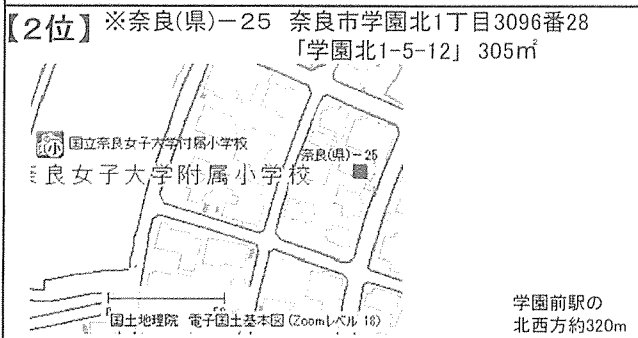 【2位】※奈良(県)－25 奈良市学園北1丁目3096番28
「学園北1-5-12」 305㎡
小 国立奈良女子大学付属小学校
奈良(県)－25
良女子大学附属小学校
国土地理院 電子国土基本図(Zoomレベル 18)
学園前駅の
北西方約320m